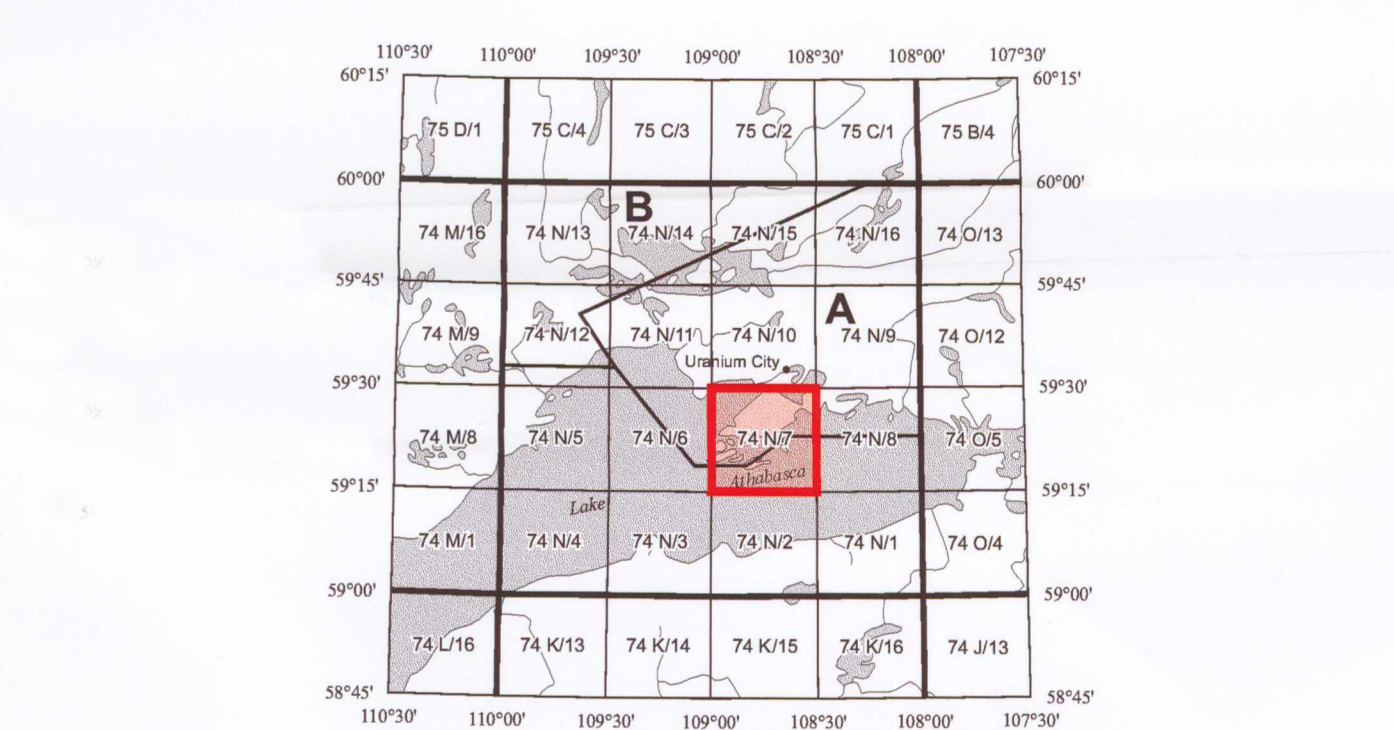 110°30' 110°00' 109°30' 109°00' 108°30' 108°00' 107°30'
60°15' 60°15'
75 D/1 75 C/4 75 C/3 75 C/2 75 C/1 75 B/4
60°00' 60°00'
B
74 M/16 74 N/13 74 N/14 74 N/15 74 N/16 74 O/13
59°45' 59°45'
A
74 M/9 74 N/12 74 N/11 74 N/10 74 N/9 74 O/12
Uranium City
59°30' 59°30'
74 M/8 74 N/5 74 N/6 74 N/7 74 N/8 74 O/5
Athabasca
59°15' 59°15'
Lake
74 M/1 74 N/4 74 N/3 74 N/2 74 N/1 74 O/4
59°00' 59°00'
74 L/16 74 K/13 74 K/14 74 K/15 74 K/16 74 J/13
58°45' 58°45'
110°30' 110°00' 109°30' 109°00' 108°30' 108°00' 107°30'